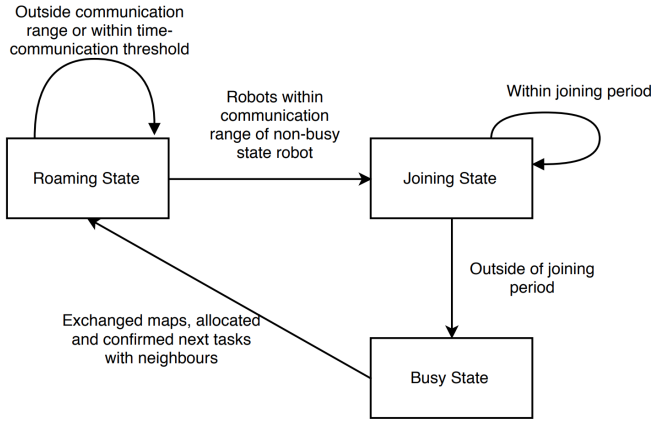 Outside communication
range or within time-
communication threshold
Robots within
communication
range of non-busy
state robot
Within joining period
Roaming State
Joining State
Outside of joining
period
Exchanged maps, allocated
and confirmed next tasks
with neighbours
Busy State